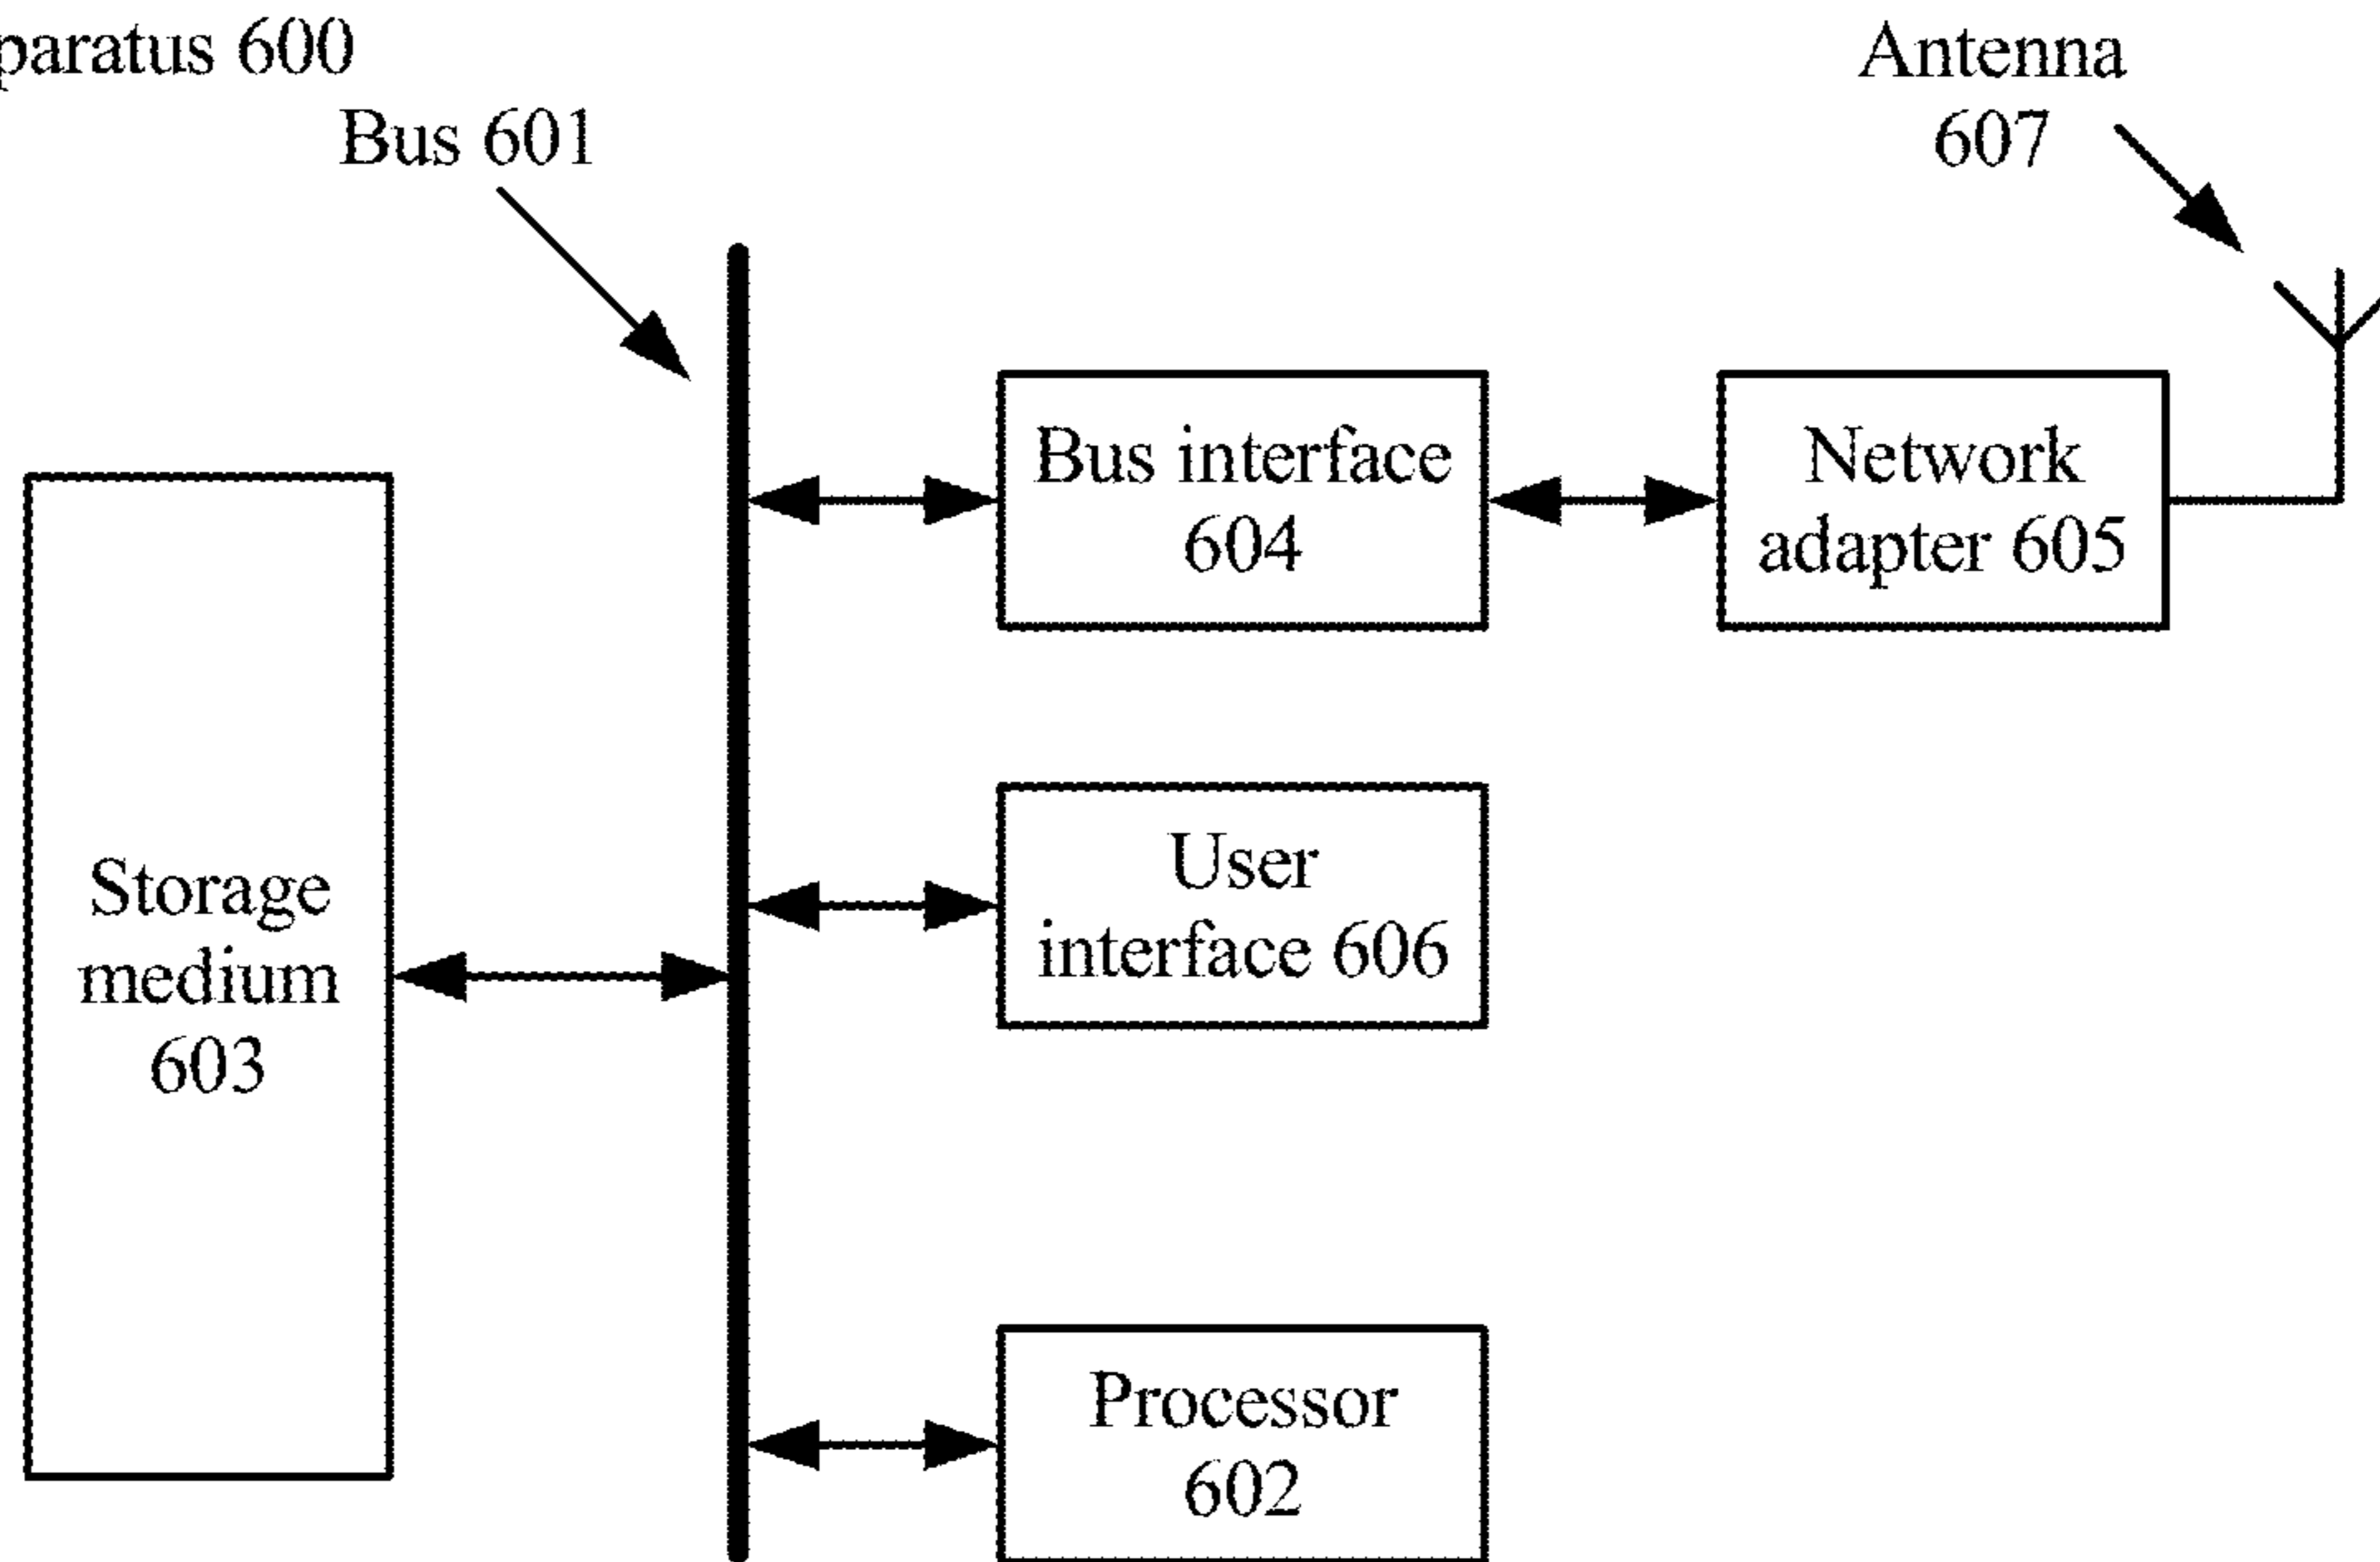 paratus 600
Bus 601
Antenna
607
Bus interface
604
Network
adapter 605
Storage
medium
603
User
interface 606
Processor
602